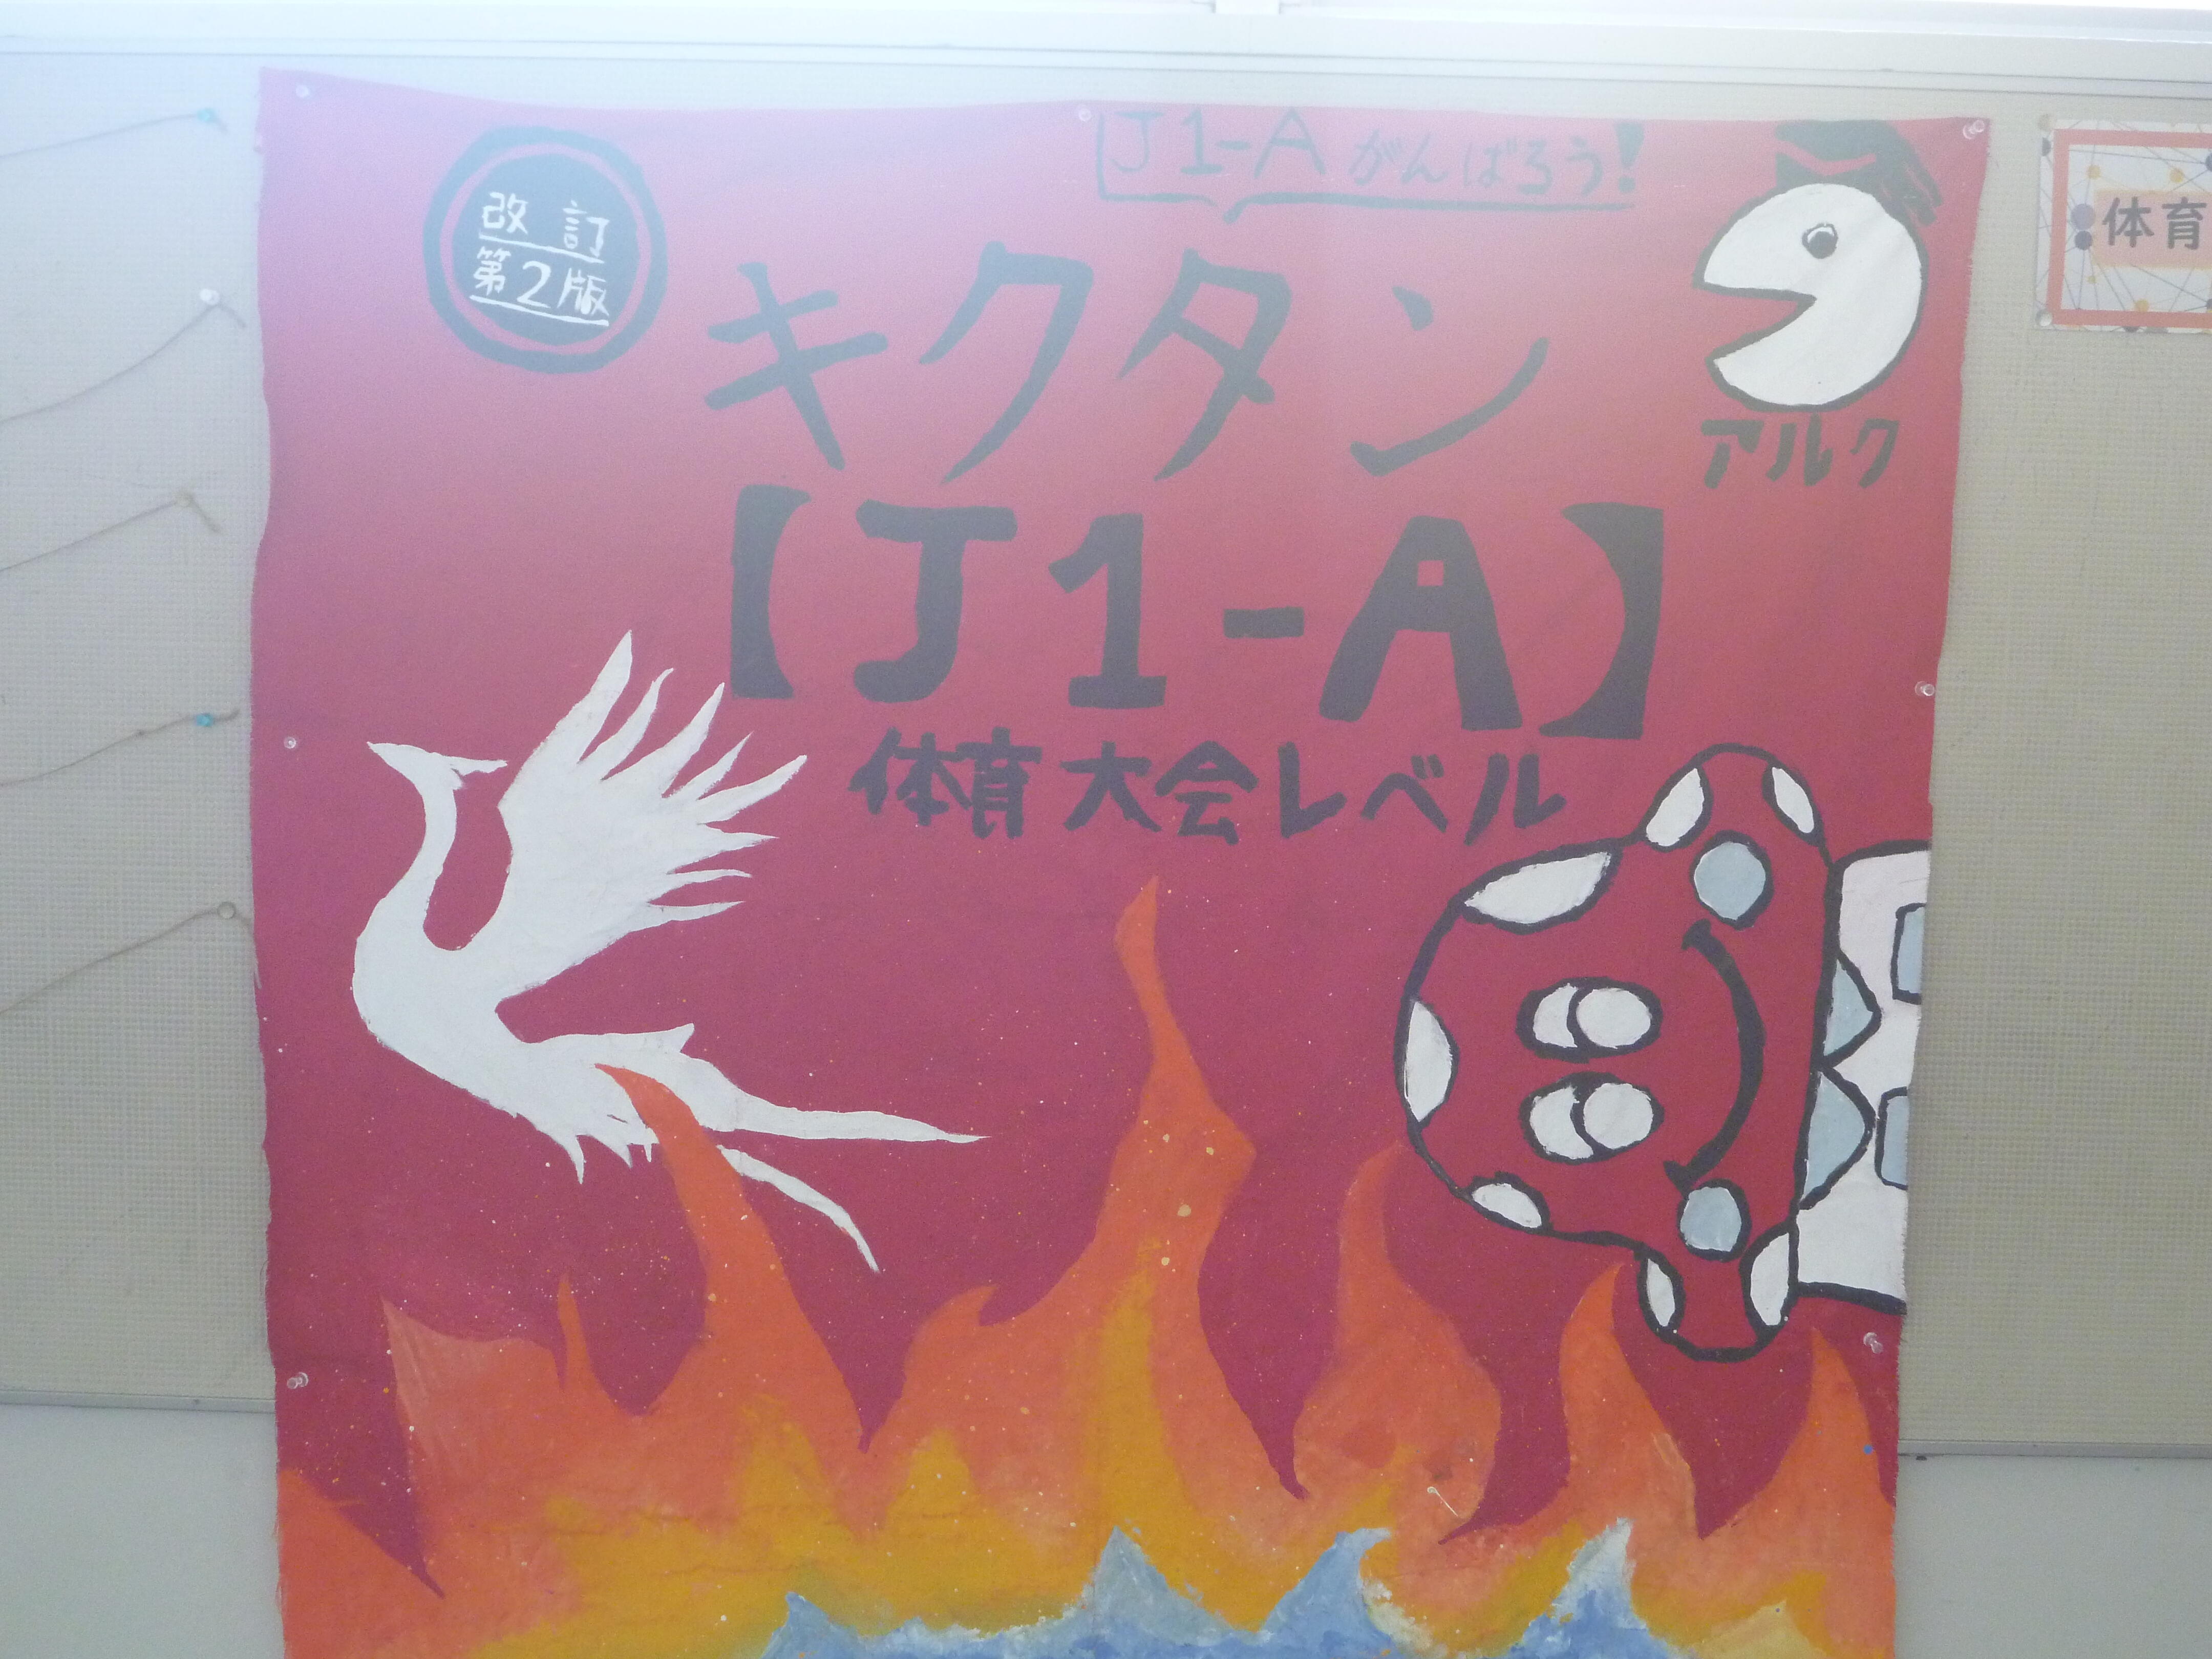 J1-Aがんばろう!
改訂
第2版
キクタン
アルク
【J1-A】
体育大会レベル
体育